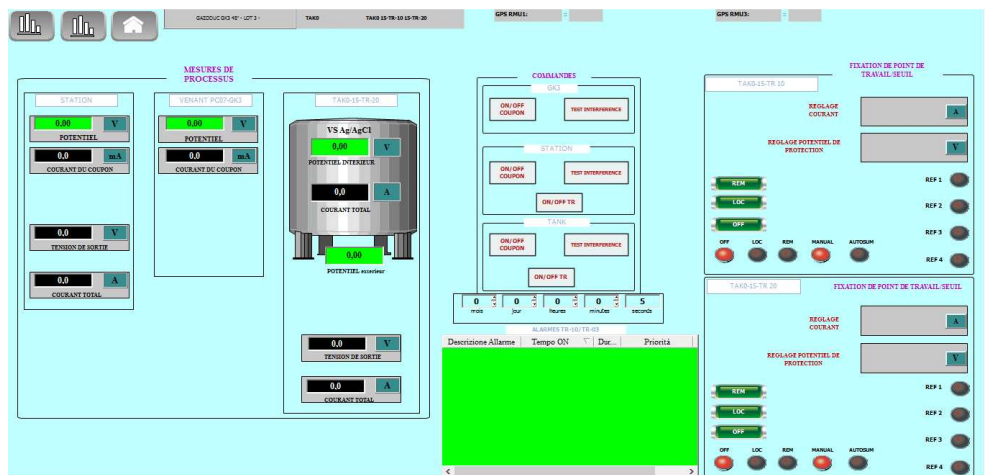 GAZODUC GK3 48" - LOT 3 -
TAKO
TAKO 15-TR-10 15-TR-20
GPS RMU1:
GPS RMU3:
MESURES DE
PROCESSUS
STATION
0,00 V
POTENTIEL
0,0 mA
COURANT DU COUPON
0,0 V
TENSION DE SORTIE
0,0 A
COURANT TOTAL
VENANT PC07-GK3
0,00 V
POTENTIEL
0,0 mA
COURANT DU COUPON
TAKO-15-TR-20
VS Ag/AgCl
0,00 V
POTENTIEL INTERIEUR
0,0 A
COURANT TOTAL
0,00
POTENTIEL exterieur
0,0 V
TENSION DE SORTIE
0,0 A
COURANT TOTAL
COMMANDES
GK3
ON/OFF
COUPON
TEST INTERFERENCE
STATION
ON/OFF
COUPON
TEST INTERFERENCE
ON/OFF TR
TANK
ON/OFF
COUPON
TEST INTERFERENCE
ON/OFF TR
0 0 0 0 5
mois jour heures minutes seconds
ALARMES TR-10/TR-03
Descrizione Allarme Tempo ON Dur... Priorità
FIXATION DE POINT DE
TRAVAIL/SEUIL
TAKO-15-TR 10
REGLAGE
COURANT
A
REGLAGE POTENTIEL DE
PROTECTION
V
REM
LOC
OFF
REF 1
REF 2
REF 3
REF 4
OFF LOC REM MANUAL AUTOSUM
TAKO-15-TR 20
FIXATION DE POINT DE TRAVAIL/SEUIL
REGLAGE
COURANT
A
REGLAGE POTENTIEL DE
PROTECTION
V
REM
LOC
OFF
REF 1
REF 2
REF 3
REF 4
OFF LOC REM MANUAL AUTOSUM